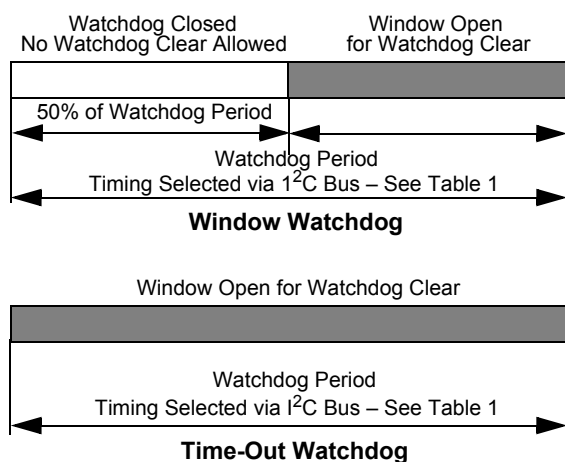 Watchdog Closed
No Watchdog Clear Allowed
Window Open
for Watchdog Clear
50% of Watchdog Period
Watchdog Period
Timing Selected via 1²C Bus – See Table 1
Window Watchdog
Window Open for Watchdog Clear
Watchdog Period
Timing Selected via I²C Bus – See Table 1
Time-Out Watchdog